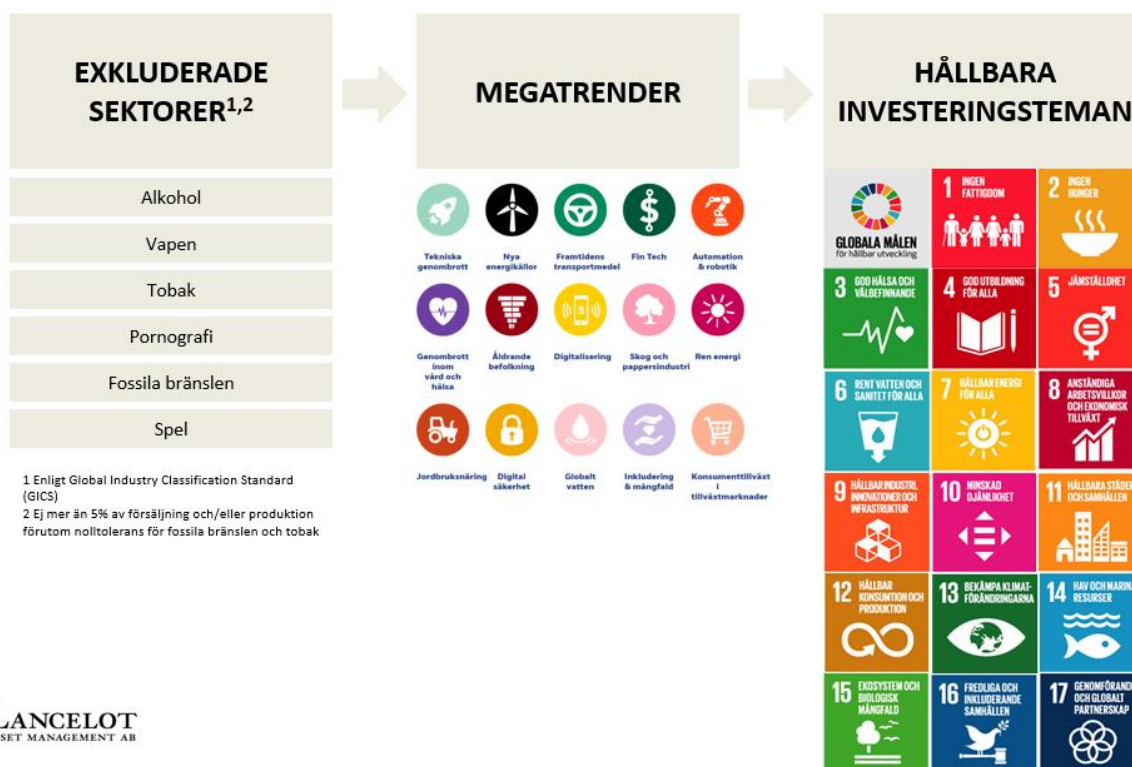 EXKLUDERADE
SEKTORER1,2
MEGATRENDER
HÅLLBARA
INVESTERINGSTEMAN
Alkohol
Vapen
Tobak
Pornografi
Fossila bränslen
Spel
1 Enligt Global Industry Classification Standard
(GICS)
2 Ej mer än 5% av försäljning och/eller produktion
förutom nolltolerans för fossila bränslen och tobak
Tekniska
genombrott
Nya
energikällor
Framtidens
transportmedel
Fin Tech
Automation
& robotik
Genombrott
inom
vård och
hälsa
Åldrande
befolkning
Digitalisering
Skog och
pappersindustri
Ren energi
Jordbruksnäring
Digital
säkerhet
Globalt
vatten
Inkludering
& mångfald
Konsumenttillväxt
i
tillväxtmarknader
GLOBALA MÅLEN
för hållbar utveckling
1 INGEN
FATTIGDOM
2 INGEN
HUNGER
3 GOD HÄLSA OCH
VÄLBEFINNANDE
4 GOD UTBILDNING
FÖR ALLA
5 JÄMSTÄLLDHET
6 RENT VATTEN OCH
SANITET FÖR ALLA
7 HÅLLBAR ENERGI
FÖR ALLA
8 ANSTÄNDIGA
ARBETSVILLKOR
OCH EKONOMISK
TILLVÄXT
9 HÅLLBAR INDUSTRI,
INNOVATIONER OCH
INFRASTRUKTUR
10 MINSKAD
OJÄMLIKHET
11 HÅLLBARA STÄDER
OCH SAMHÄLLEN
12 HÅLLBAR
KONSUMTION OCH
PRODUKTION
13 BEKÄMPA KLIMAT-
FÖRÄNDRINGARNA
14 HAV OCH MARINA
RESURSER
15 EKOSYSTEM OCH
BIOLOGISK
MÅNGFALD
16 FREDLIGA OCH
INKLUDERANDE
SAMHÄLLEN
17 GENOMFÖRANDE
OCH GLOBALT
PARTNERSKAP
LANCELOT
SET MANAGEMENT AB